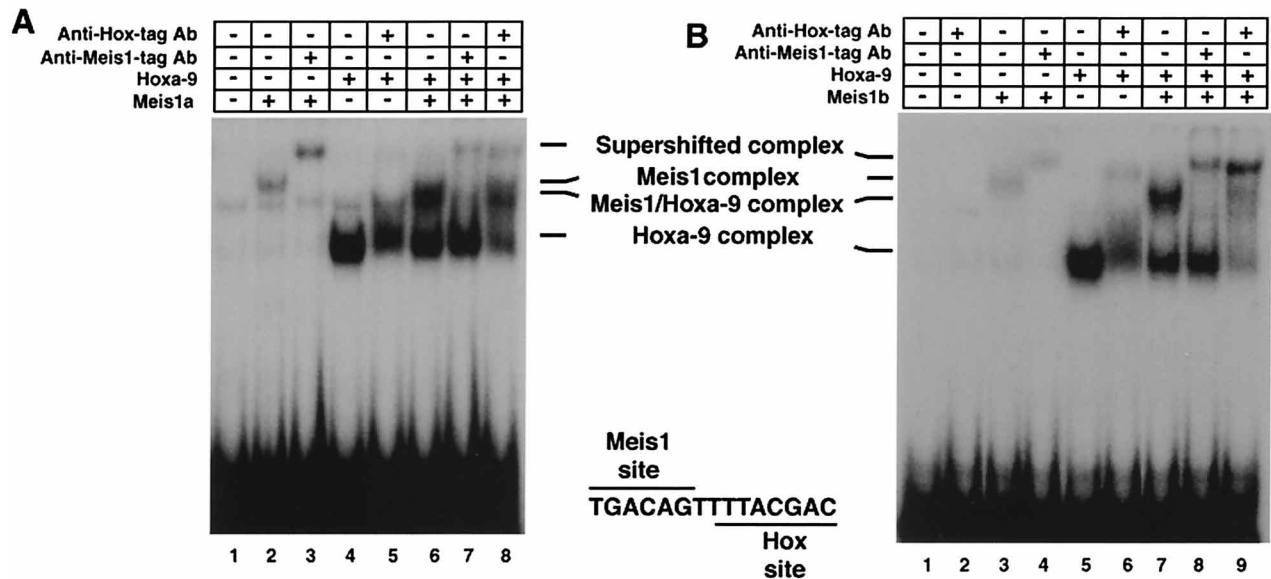 A
Anti-Hox-tag Ab - - - - + - - +
Anti-Meis1-tag Ab - - + - - - + -
Hoxa-9 - - - + + + + +
Meis1a - + + - - + + +
B
Anti-Hox-tag Ab - + - - - + - - +
Anti-Meis1-tag Ab - - - + - - - + -
Hoxa-9 - - - - + + + + +
Meis1b - - + + - - + + +
Supershifted complex
Meis1 complex
Meis1/Hoxa-9 complex
Hoxa-9 complex
Meis1
site
TGACAGTTTTACGAC
Hox
site
1 2 3 4 5 6 7 8
1 2 3 4 5 6 7 8 9